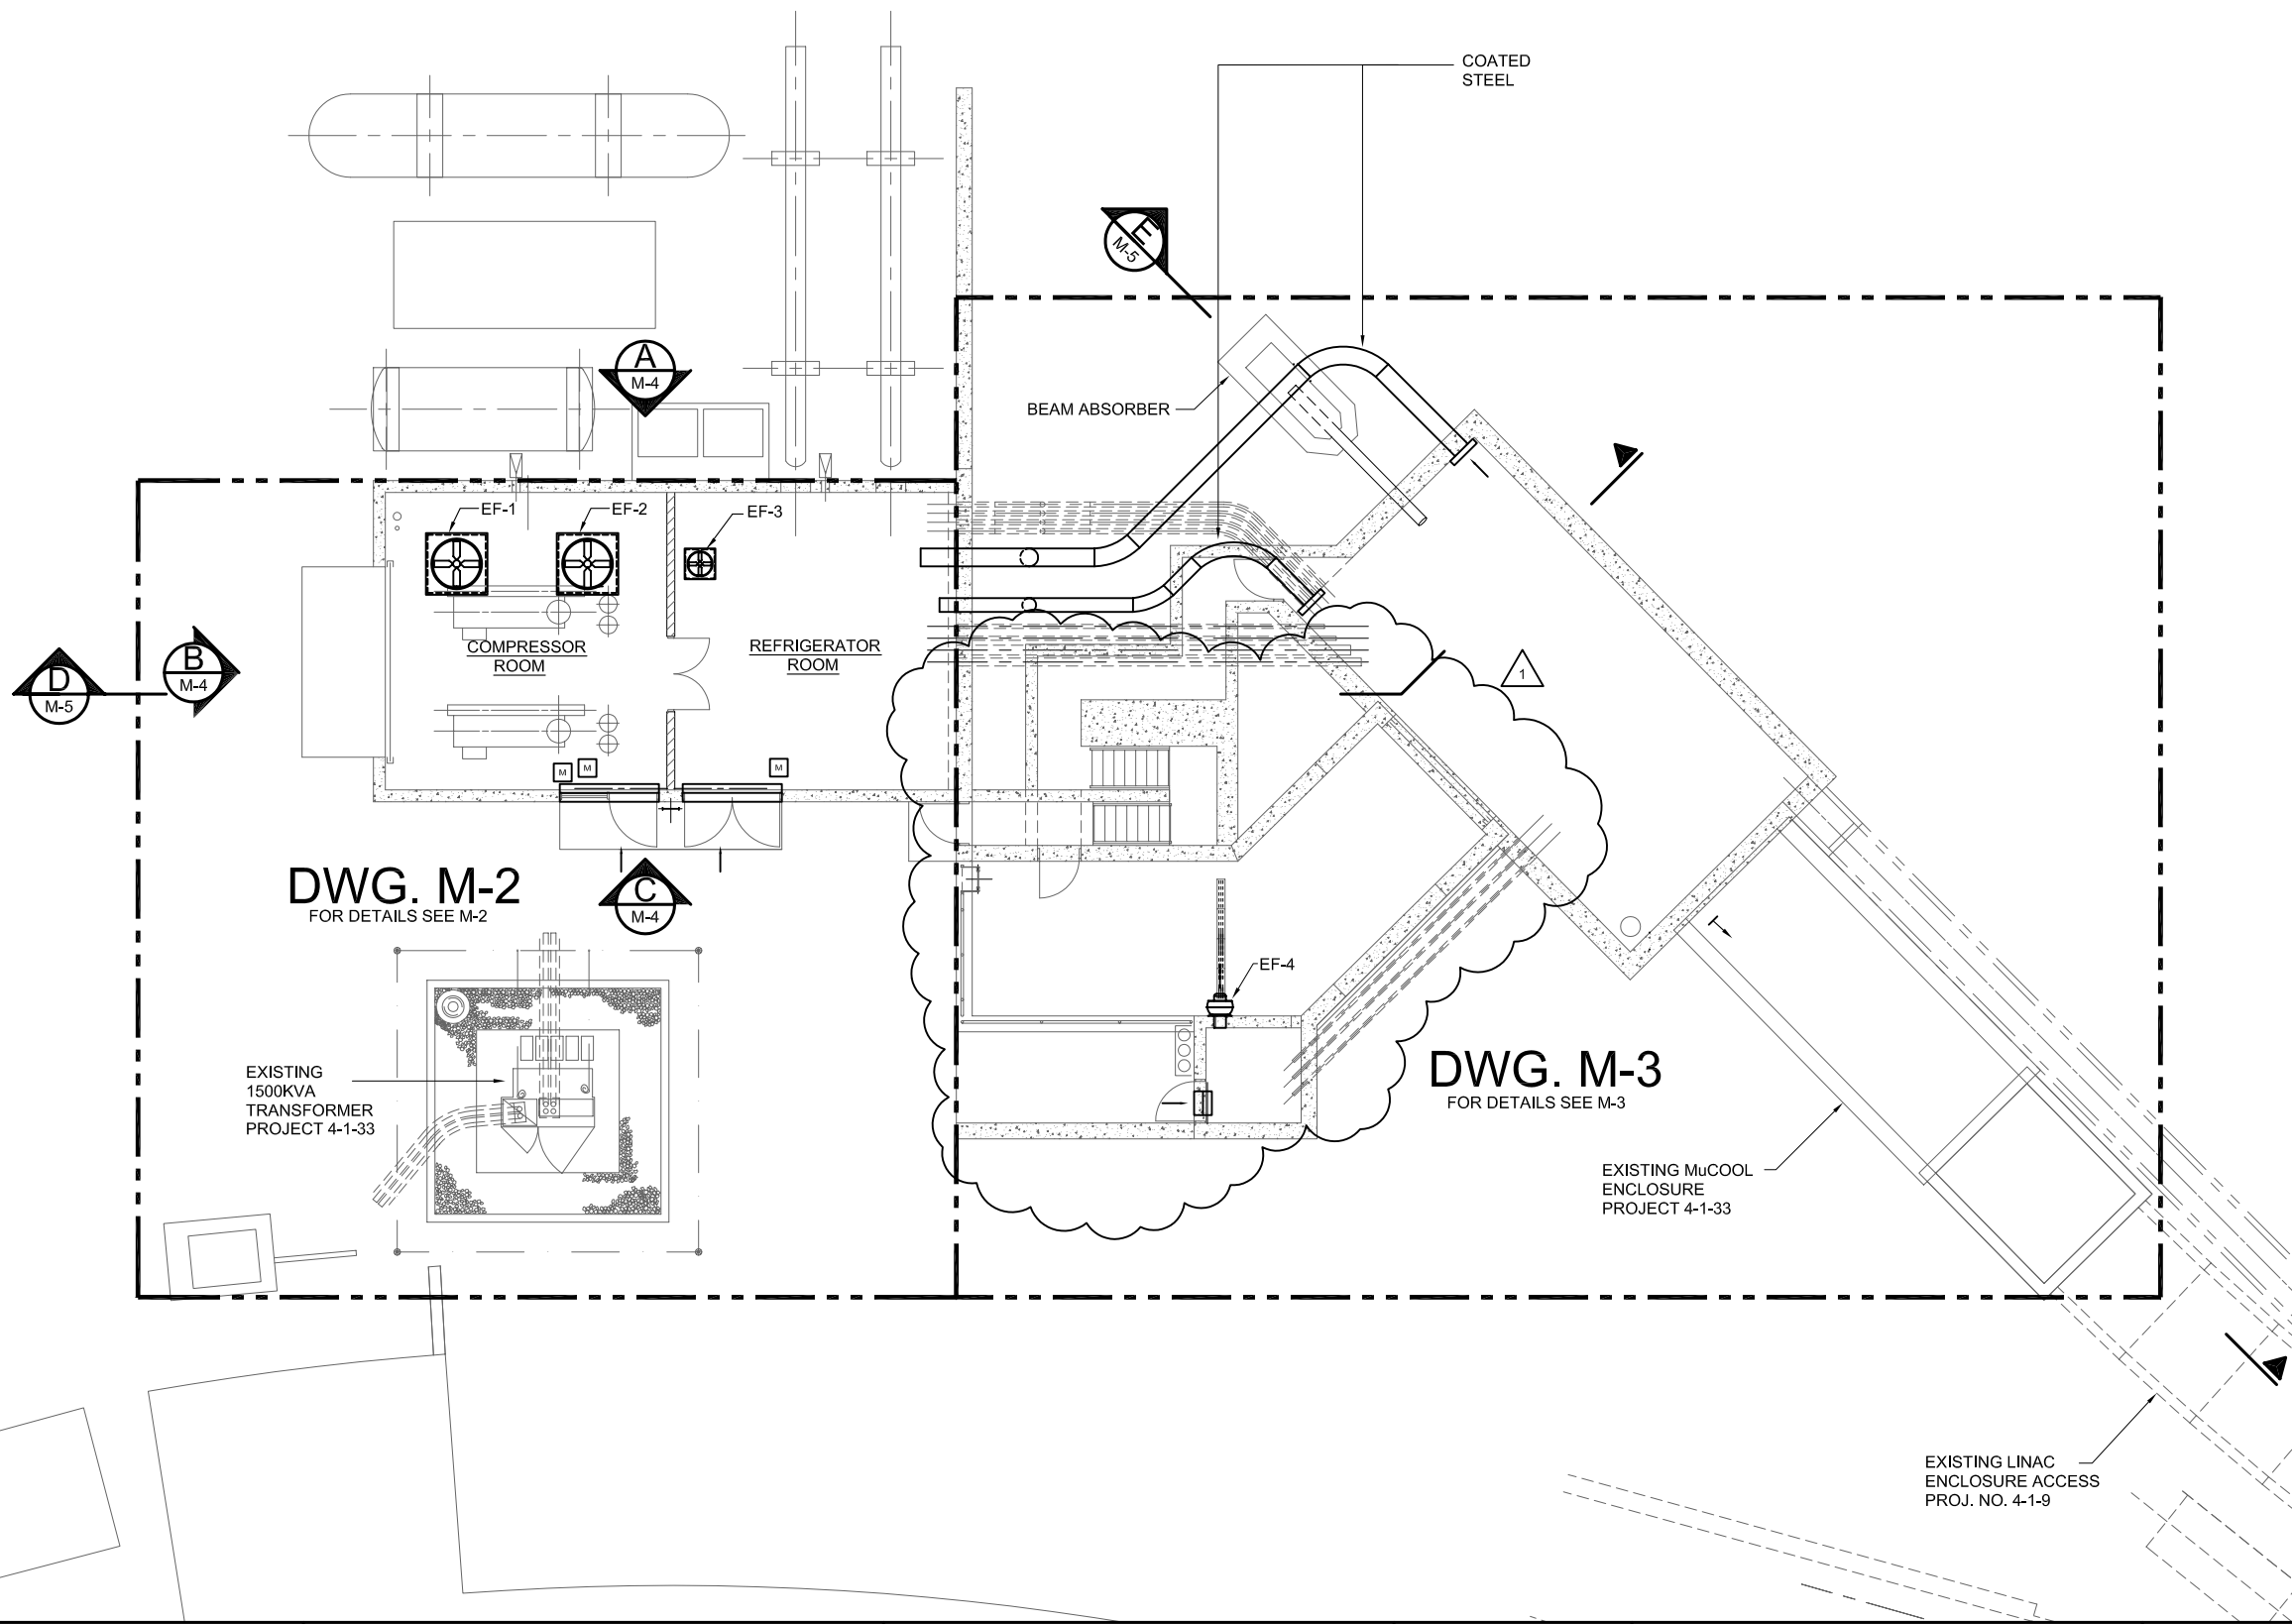 COATED
STEEL
E
M-5
A
M-4
BEAM ABSORBER
EF-1
EF-2
EF-3
COMPRESSOR
ROOM
REFRIGERATOR
ROOM
B
M-4
D
M-5
1
M
M
M
DWG. M-2
FOR DETAILS SEE M-2
C
M-4
EF-4
EXISTING
1500KVA
TRANSFORMER
PROJECT 4-1-33
DWG. M-3
FOR DETAILS SEE M-3
EXISTING MuCOOL
ENCLOSURE
PROJECT 4-1-33
EXISTING LINAC
ENCLOSURE ACCESS
PROJ. NO. 4-1-9